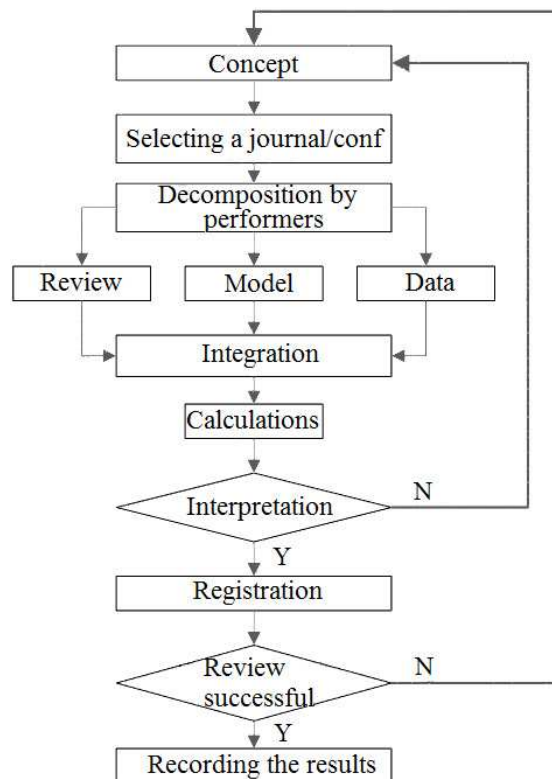 Concept
Selecting a journal/conf
Decomposition by
performers
Review
Model
Data
Integration
Calculations
Interpretation
N
Y
Registration
Review
successful
N
Y
Recording the results